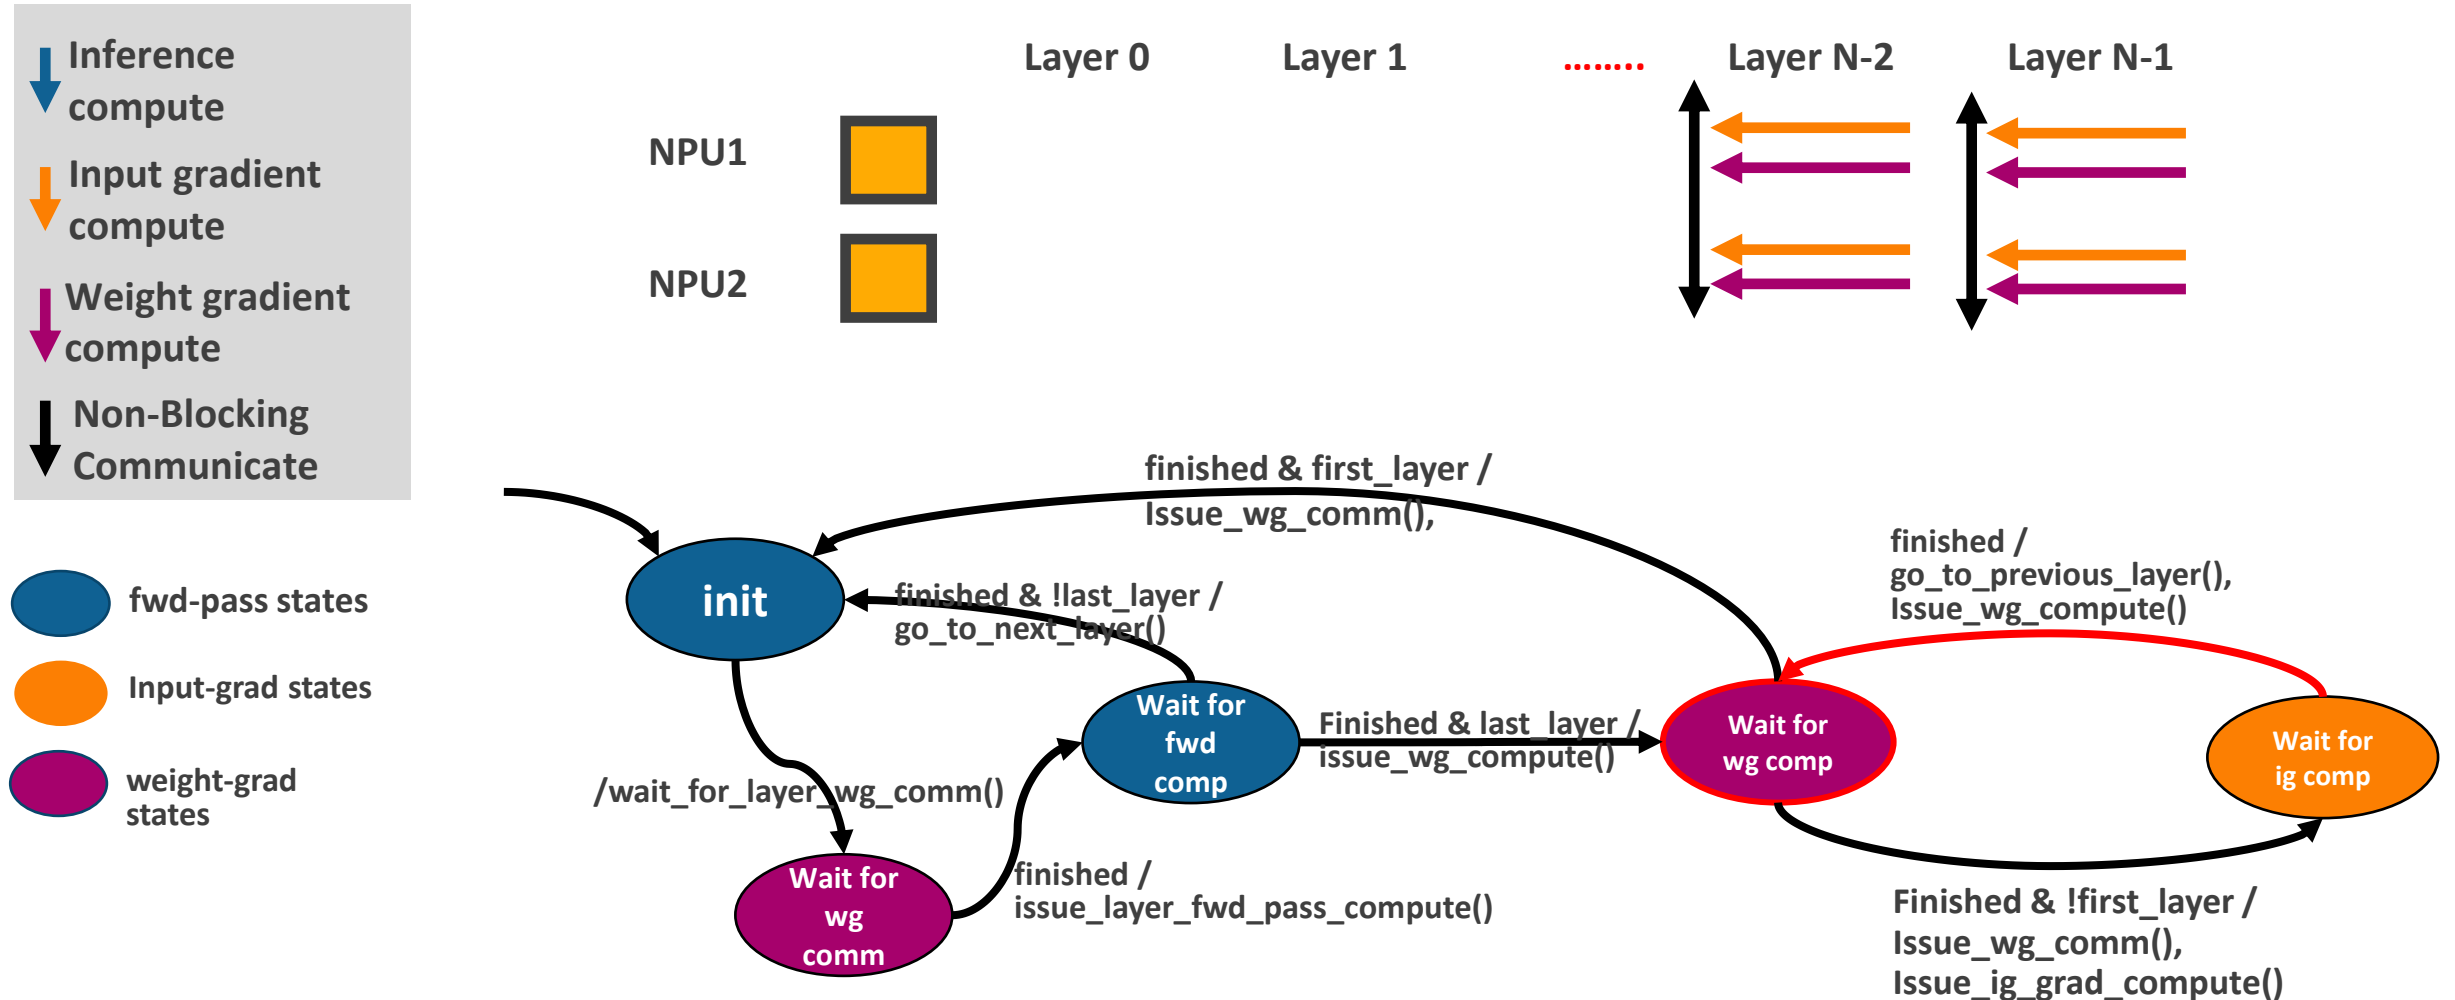 Inference
compute
Input gradient
compute
Weight gradient
compute
Non-Blocking
Communicate
fwd-pass states
Input-grad states
weight-grad
states
Layer 0
Layer 1
........
Layer N-2
Layer N-1
NPU1
NPU2
finished & first_layer /
Issue_wg_comm(),
finished /
go_to_previous_layer(),
Issue_wg_compute()
init
finished & !last_layer /
go_to_next_layer()
Wait for
fwd
comp
Finished & last_layer /
issue_wg_compute()
Wait for
wg comp
Wait for
ig comp
/wait_for_layer_wg_comm()
Wait for
wg
comm
finished /
issue_layer_fwd_pass_compute()
Finished & !first_layer /
Issue_wg_comm(),
Issue_ig_grad_compute()